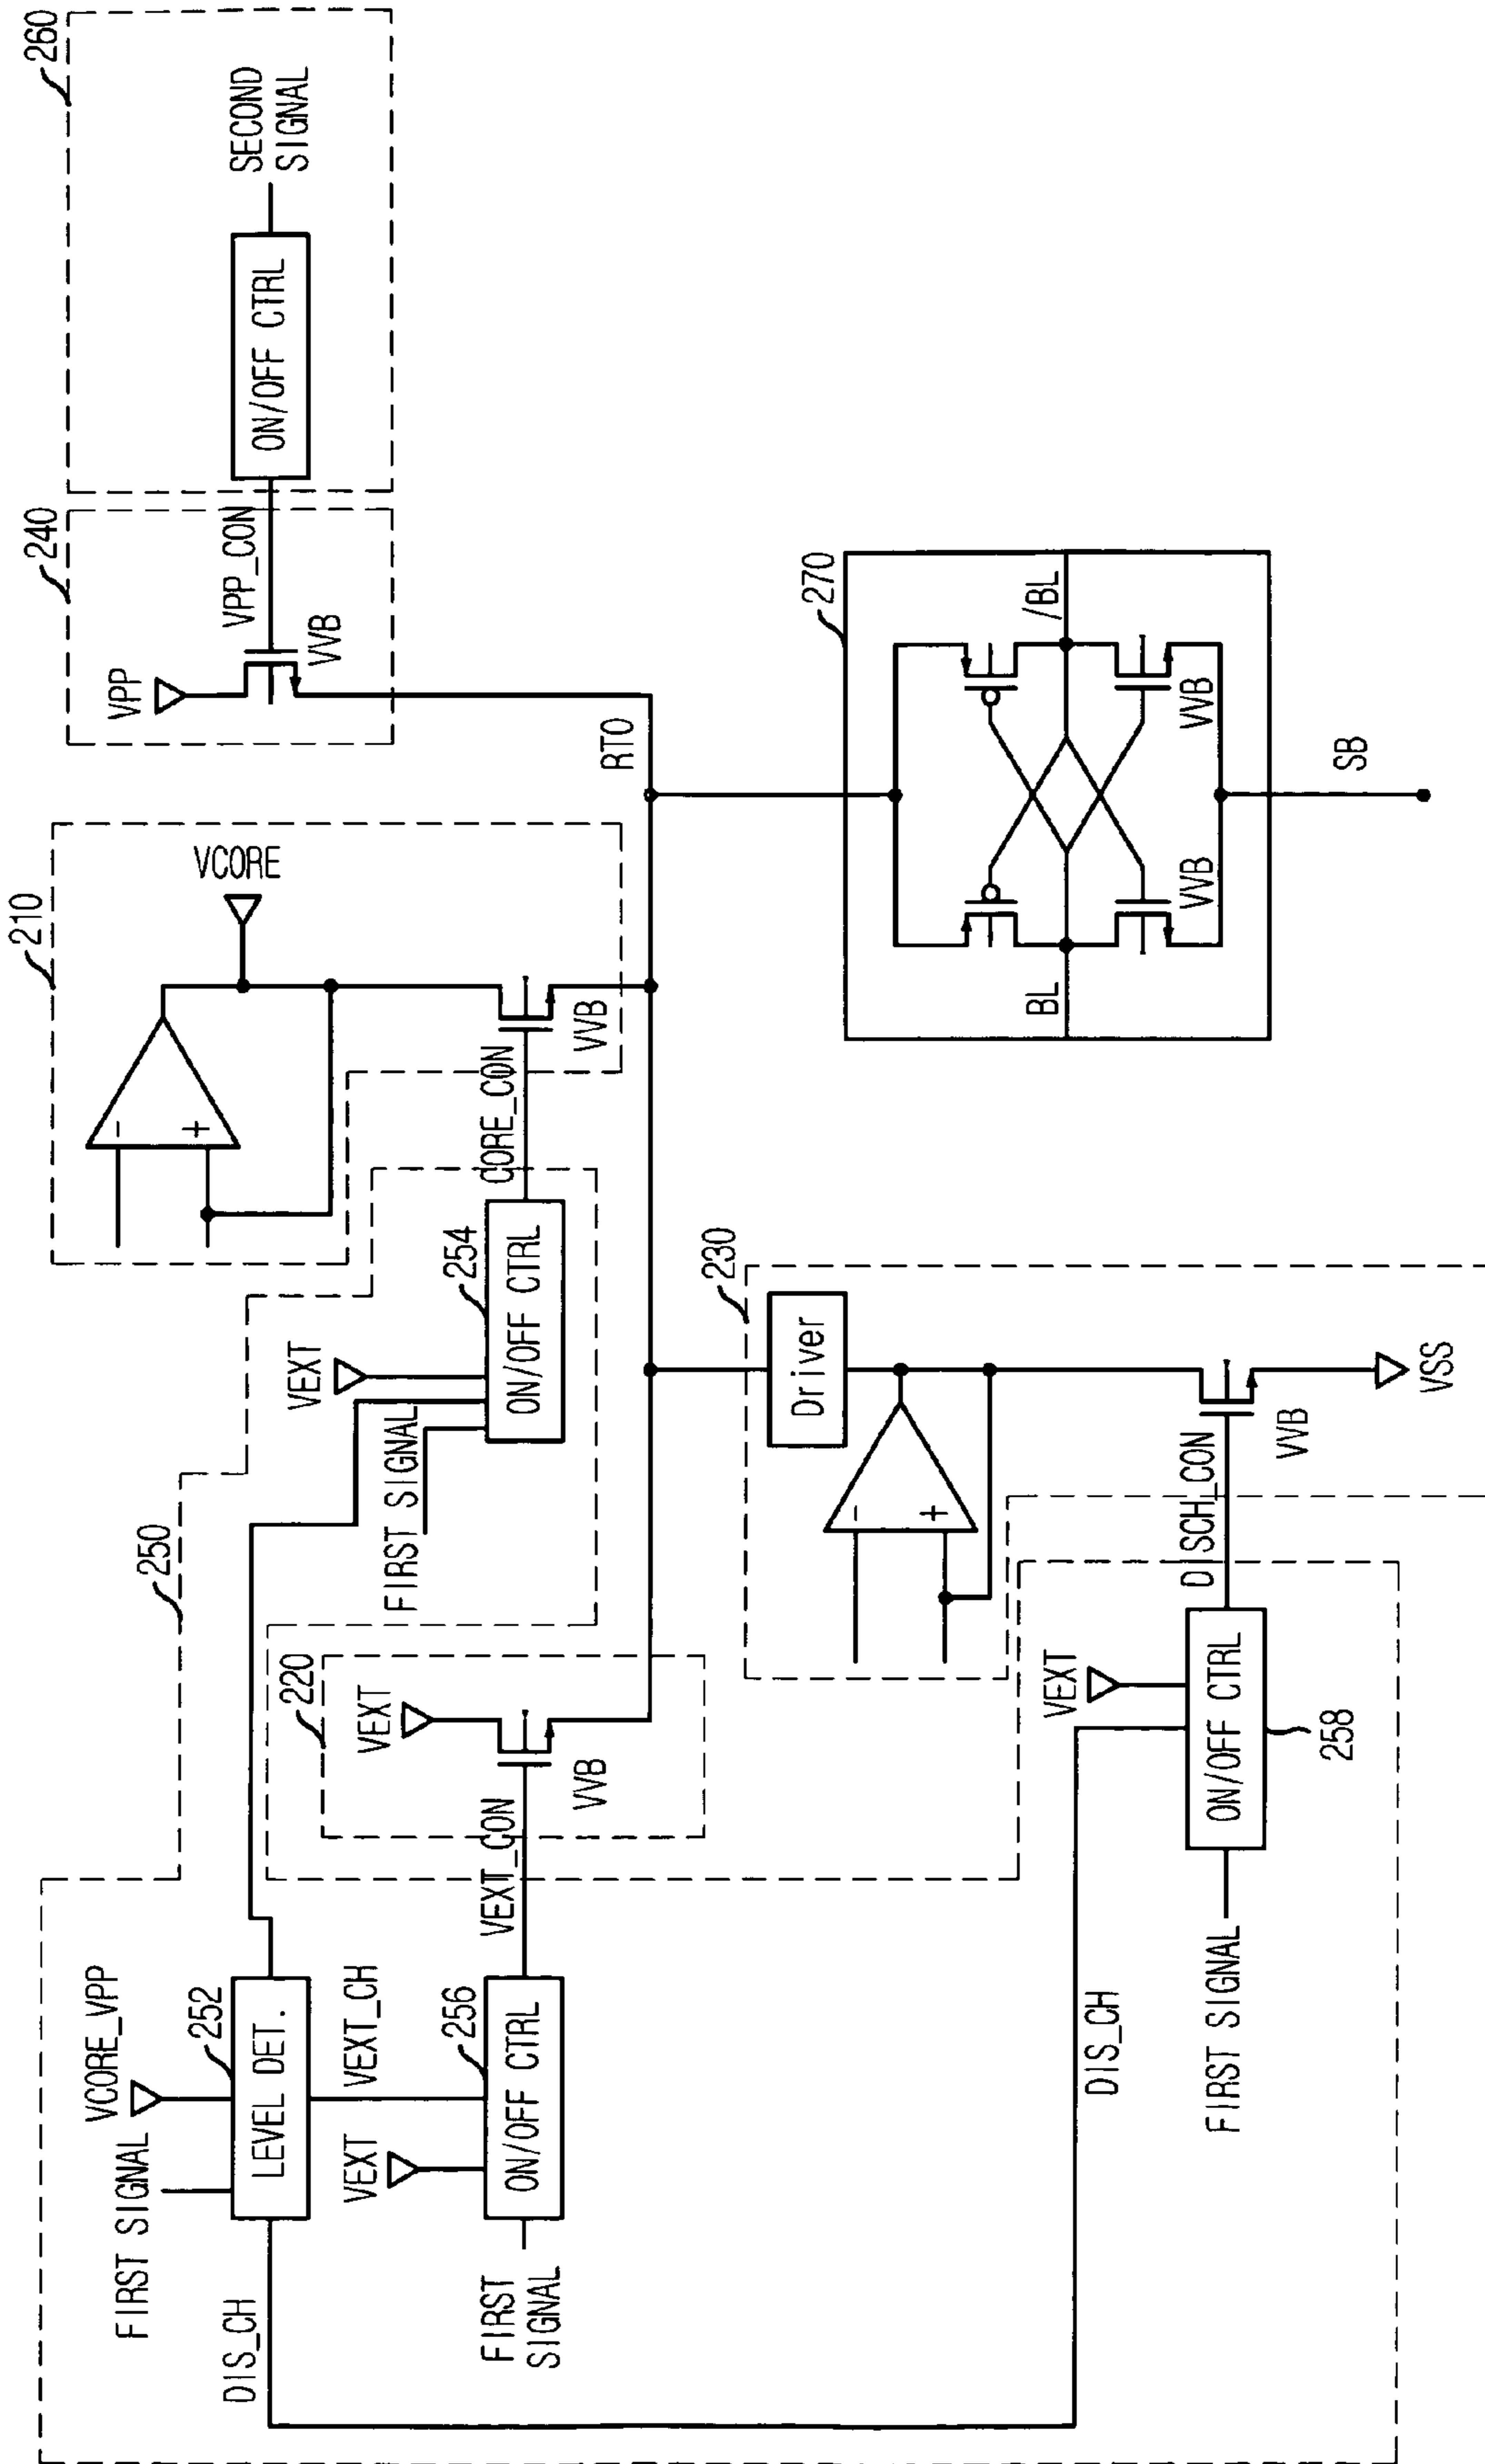 260
SECOND
SIGNAL
ON/OFF CTRL
240
VPP_CON
VPP
VVB
RTO
210
VCORE
VVB
CORE_CON
-
+
254
ON/OFF CTRL
VEXT
FIRST SIGNAL
250
220
VEXT
VVB
VEXT_CON
VCORE_VPP
252
LEVEL DET.
FIRST SIGNAL
VEXT_CH
256
ON/OFF CTRL
VEXT
FIRST
SIGNAL
DIS_CH
270
/BL
BL
VVB
VVB
SB
230
Driver
-
+
VSS
VVB
DISCH_CON
VEXT
ON/OFF CTRL
258
FIRST SIGNAL
DIS_CH